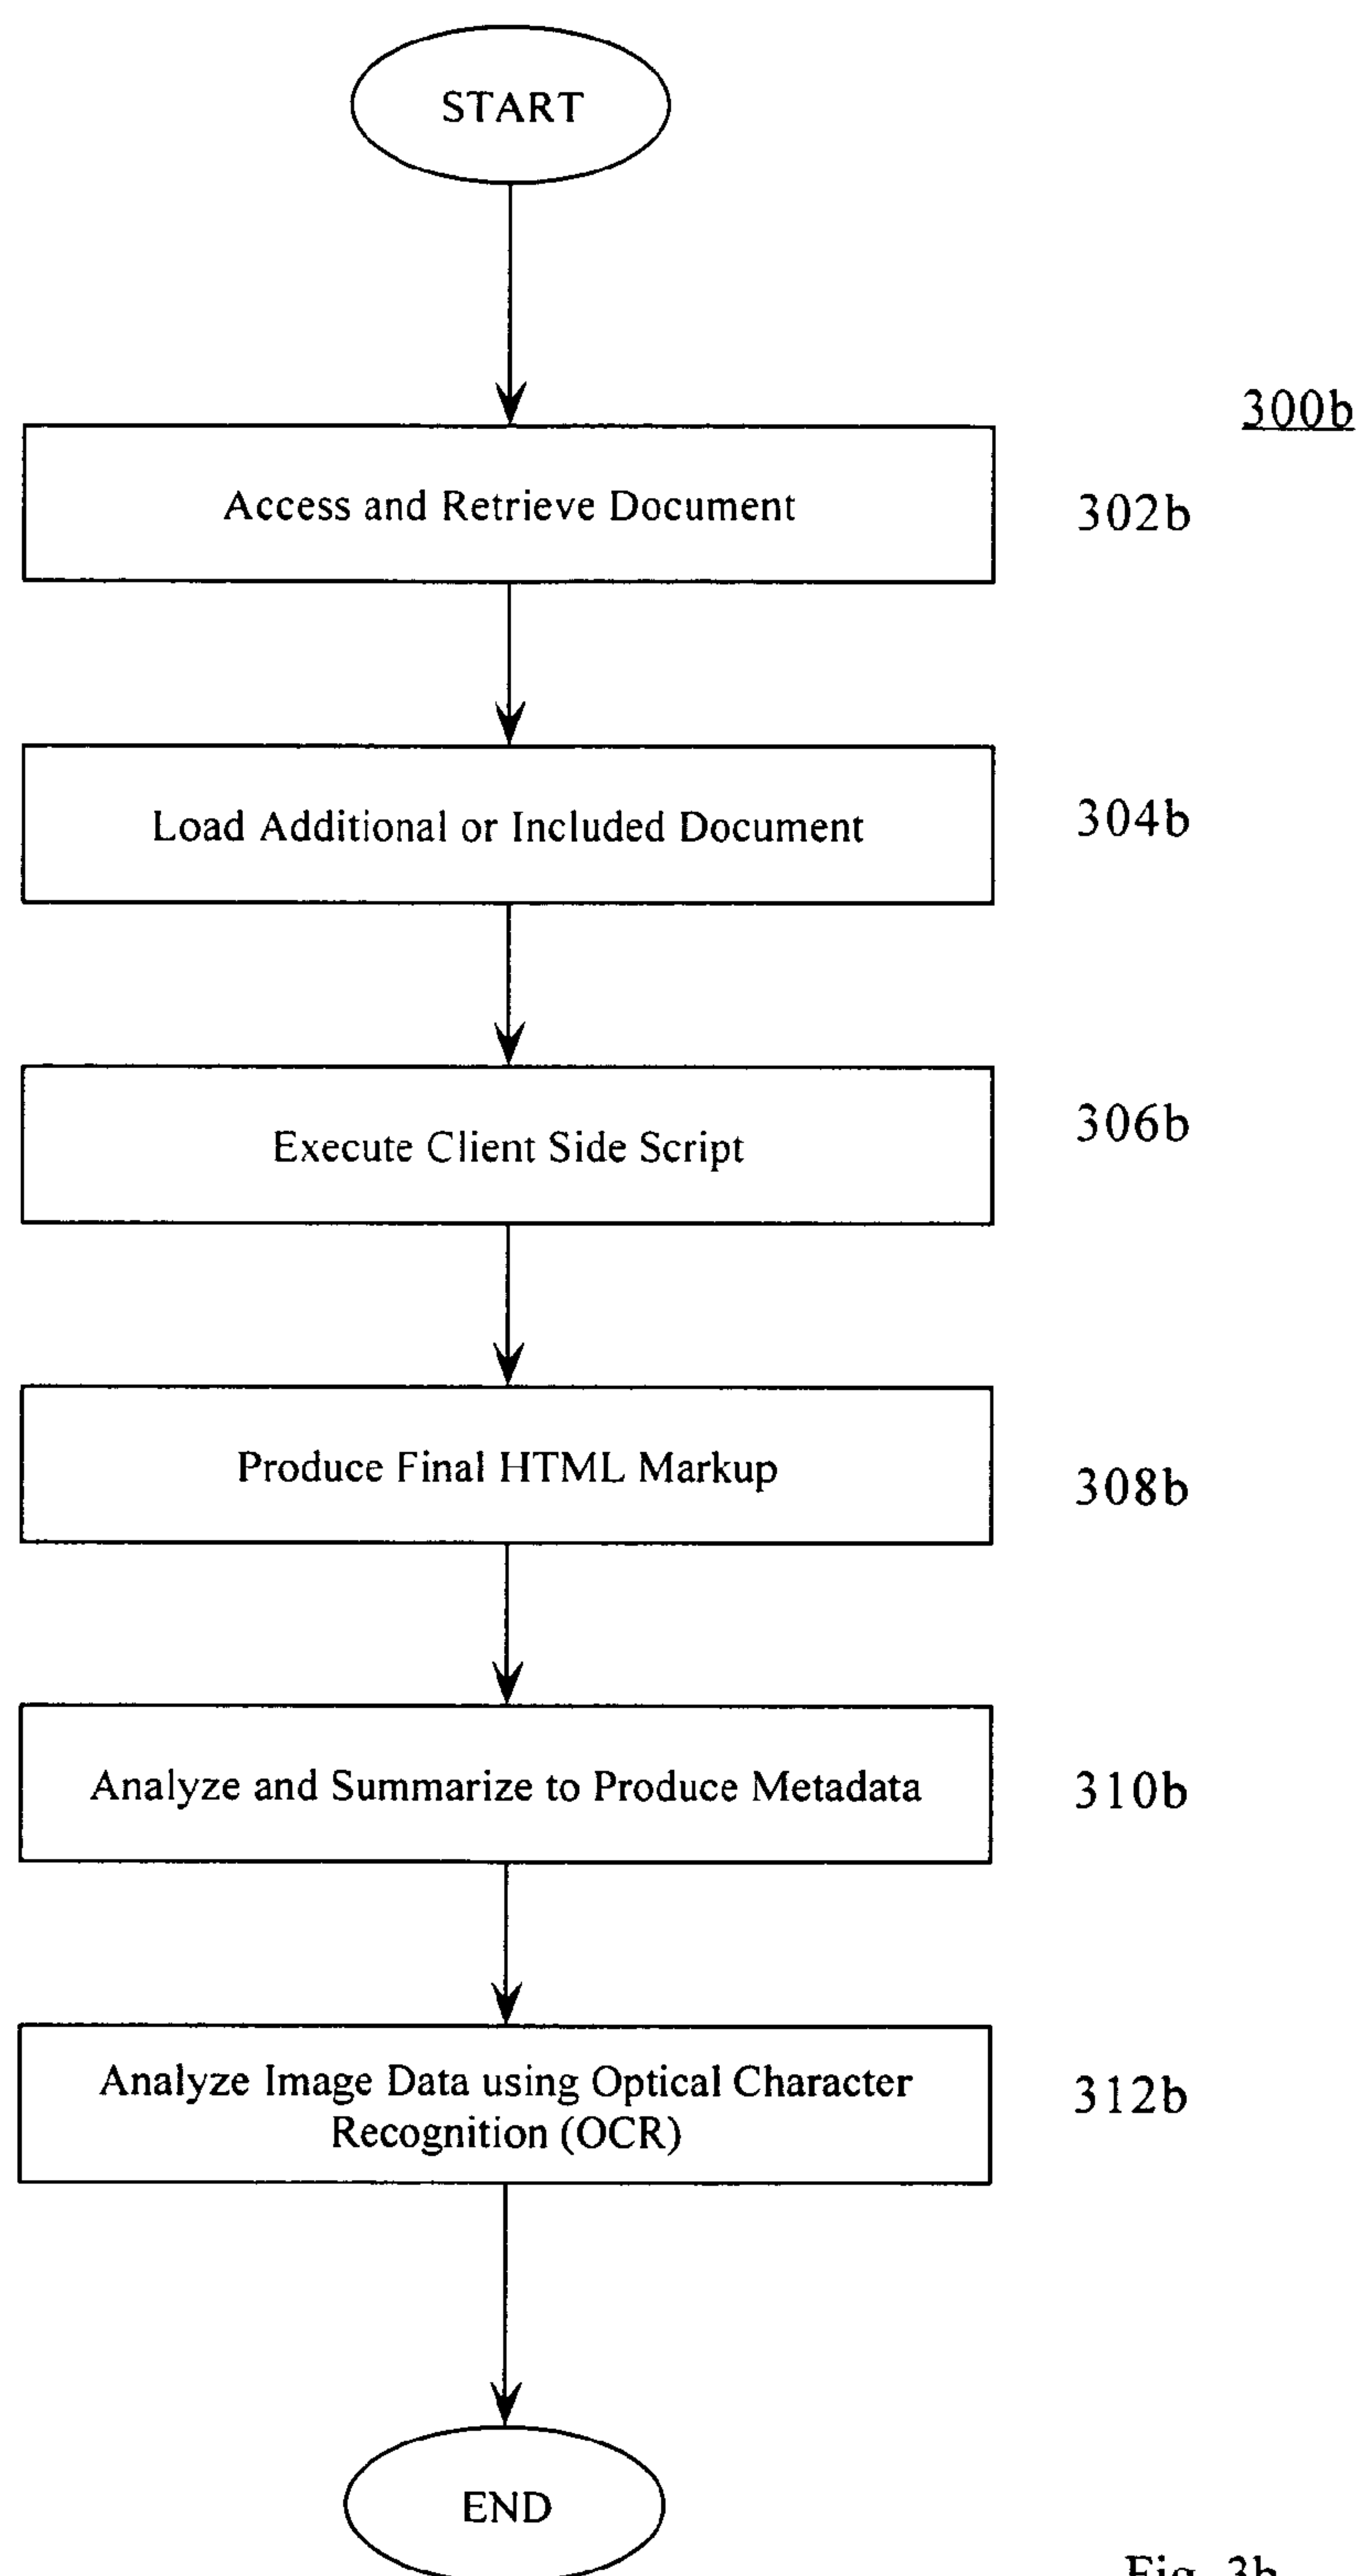 START
300b
Access and Retrieve Document
302b
Load Additional or Included Document
304b
Execute Client Side Script
306b
Produce Final HTML Markup
308b
Analyze and Summarize to Produce Metadata
310b
Analyze Image Data using Optical Character
Recognition (OCR)
312b
END
Fig. 3b